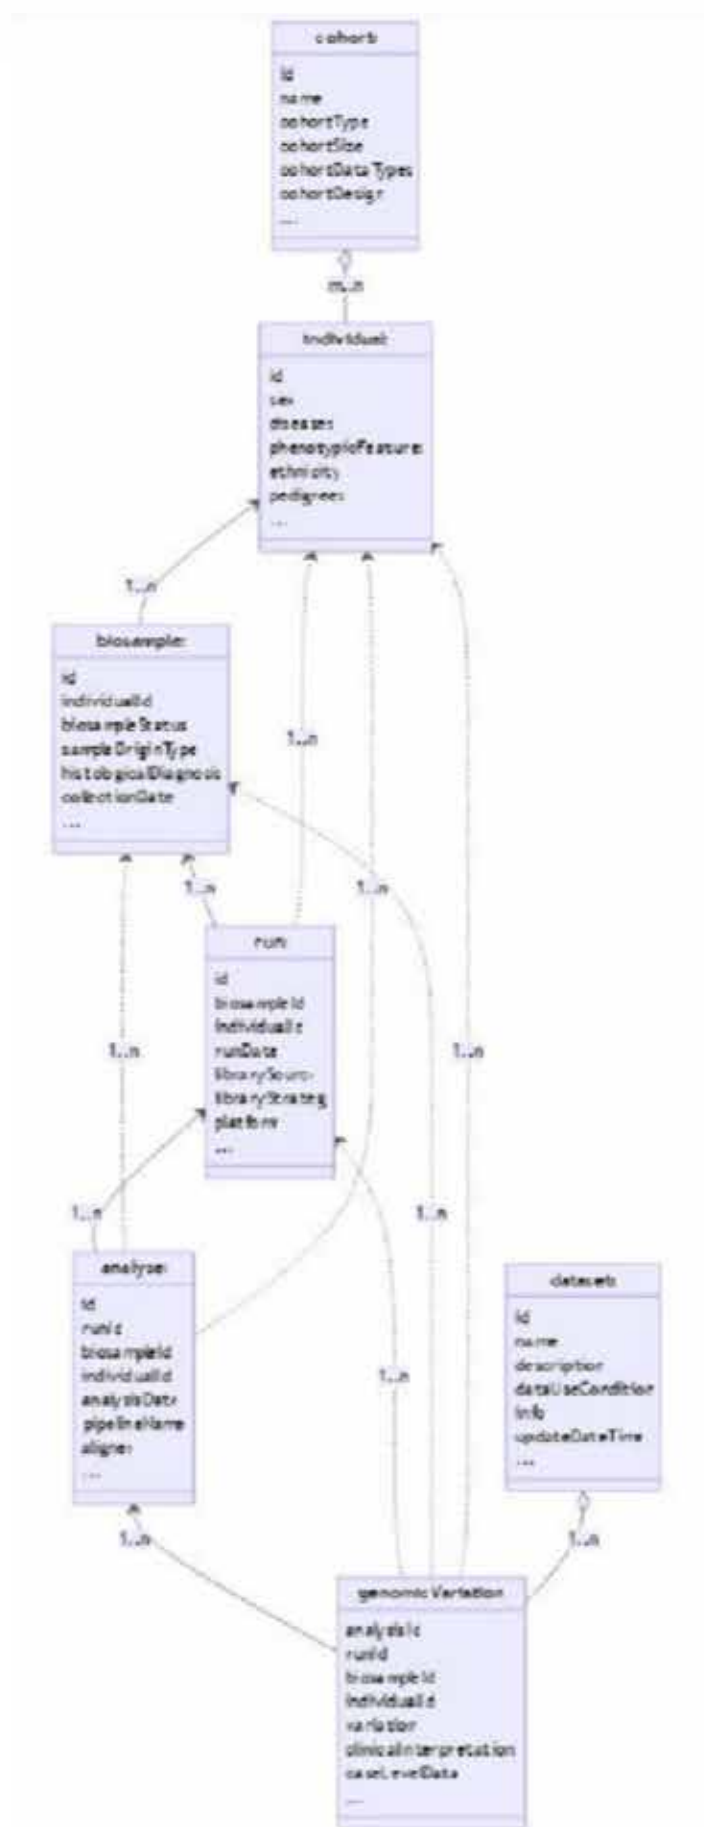 cohorts
id
name
cohortType
cohortSize
cohortDataTypes
cohortDesign
...
m..n
individuals
id
sex
diseases
phenotypicFeatures
ethnicity
pedigrees
...
1..n
biosamples
id
individualId
biosampleStatus
sampleOriginType
histologicalDiagnosis
collectionDate
...
1..n
1..n
1..n
runs
id
biosampleId
individualId
runDate
librarySource
libraryStrategy
platform
...
1..n
1..n
1..n
1..n
analyses
id
runId
biosampleId
individualId
analysisDate
pipelineName
aligner
...
datasets
id
name
description
dataUseConditions
info
updateDateTime
...
1..n
1..n
1..n
genomicVariations
analysisId
runId
biosampleId
individualId
variation
clinicalInterpretation
caseLevelData
...